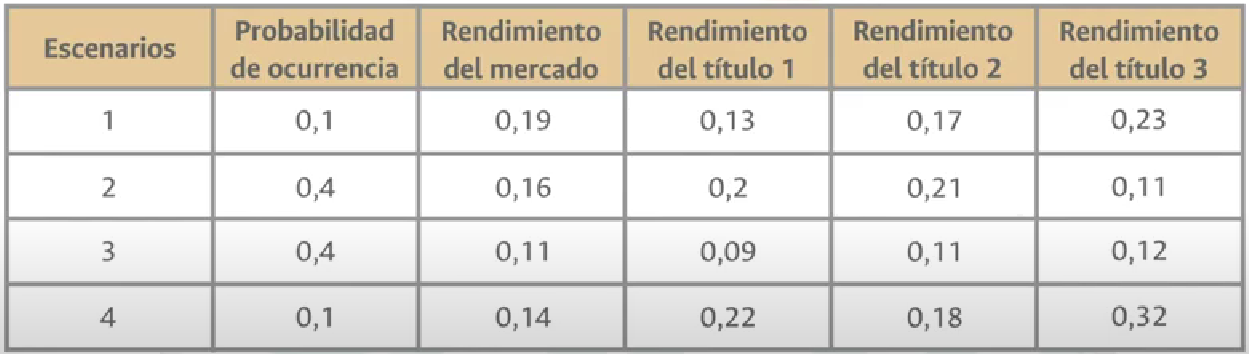 Escenarios Probabilidad de ocurrencia Rendimiento del mercado Rendimiento del título 1 Rendimiento del título 2 Rendimiento del título 3
1 0,1 0,19 0,13 0,17 0,23
2 0,4 0,16 0,2 0,21 0,11
3 0,4 0,11 0,09 0,11 0,12
4 0,1 0,14 0,22 0,18 0,32